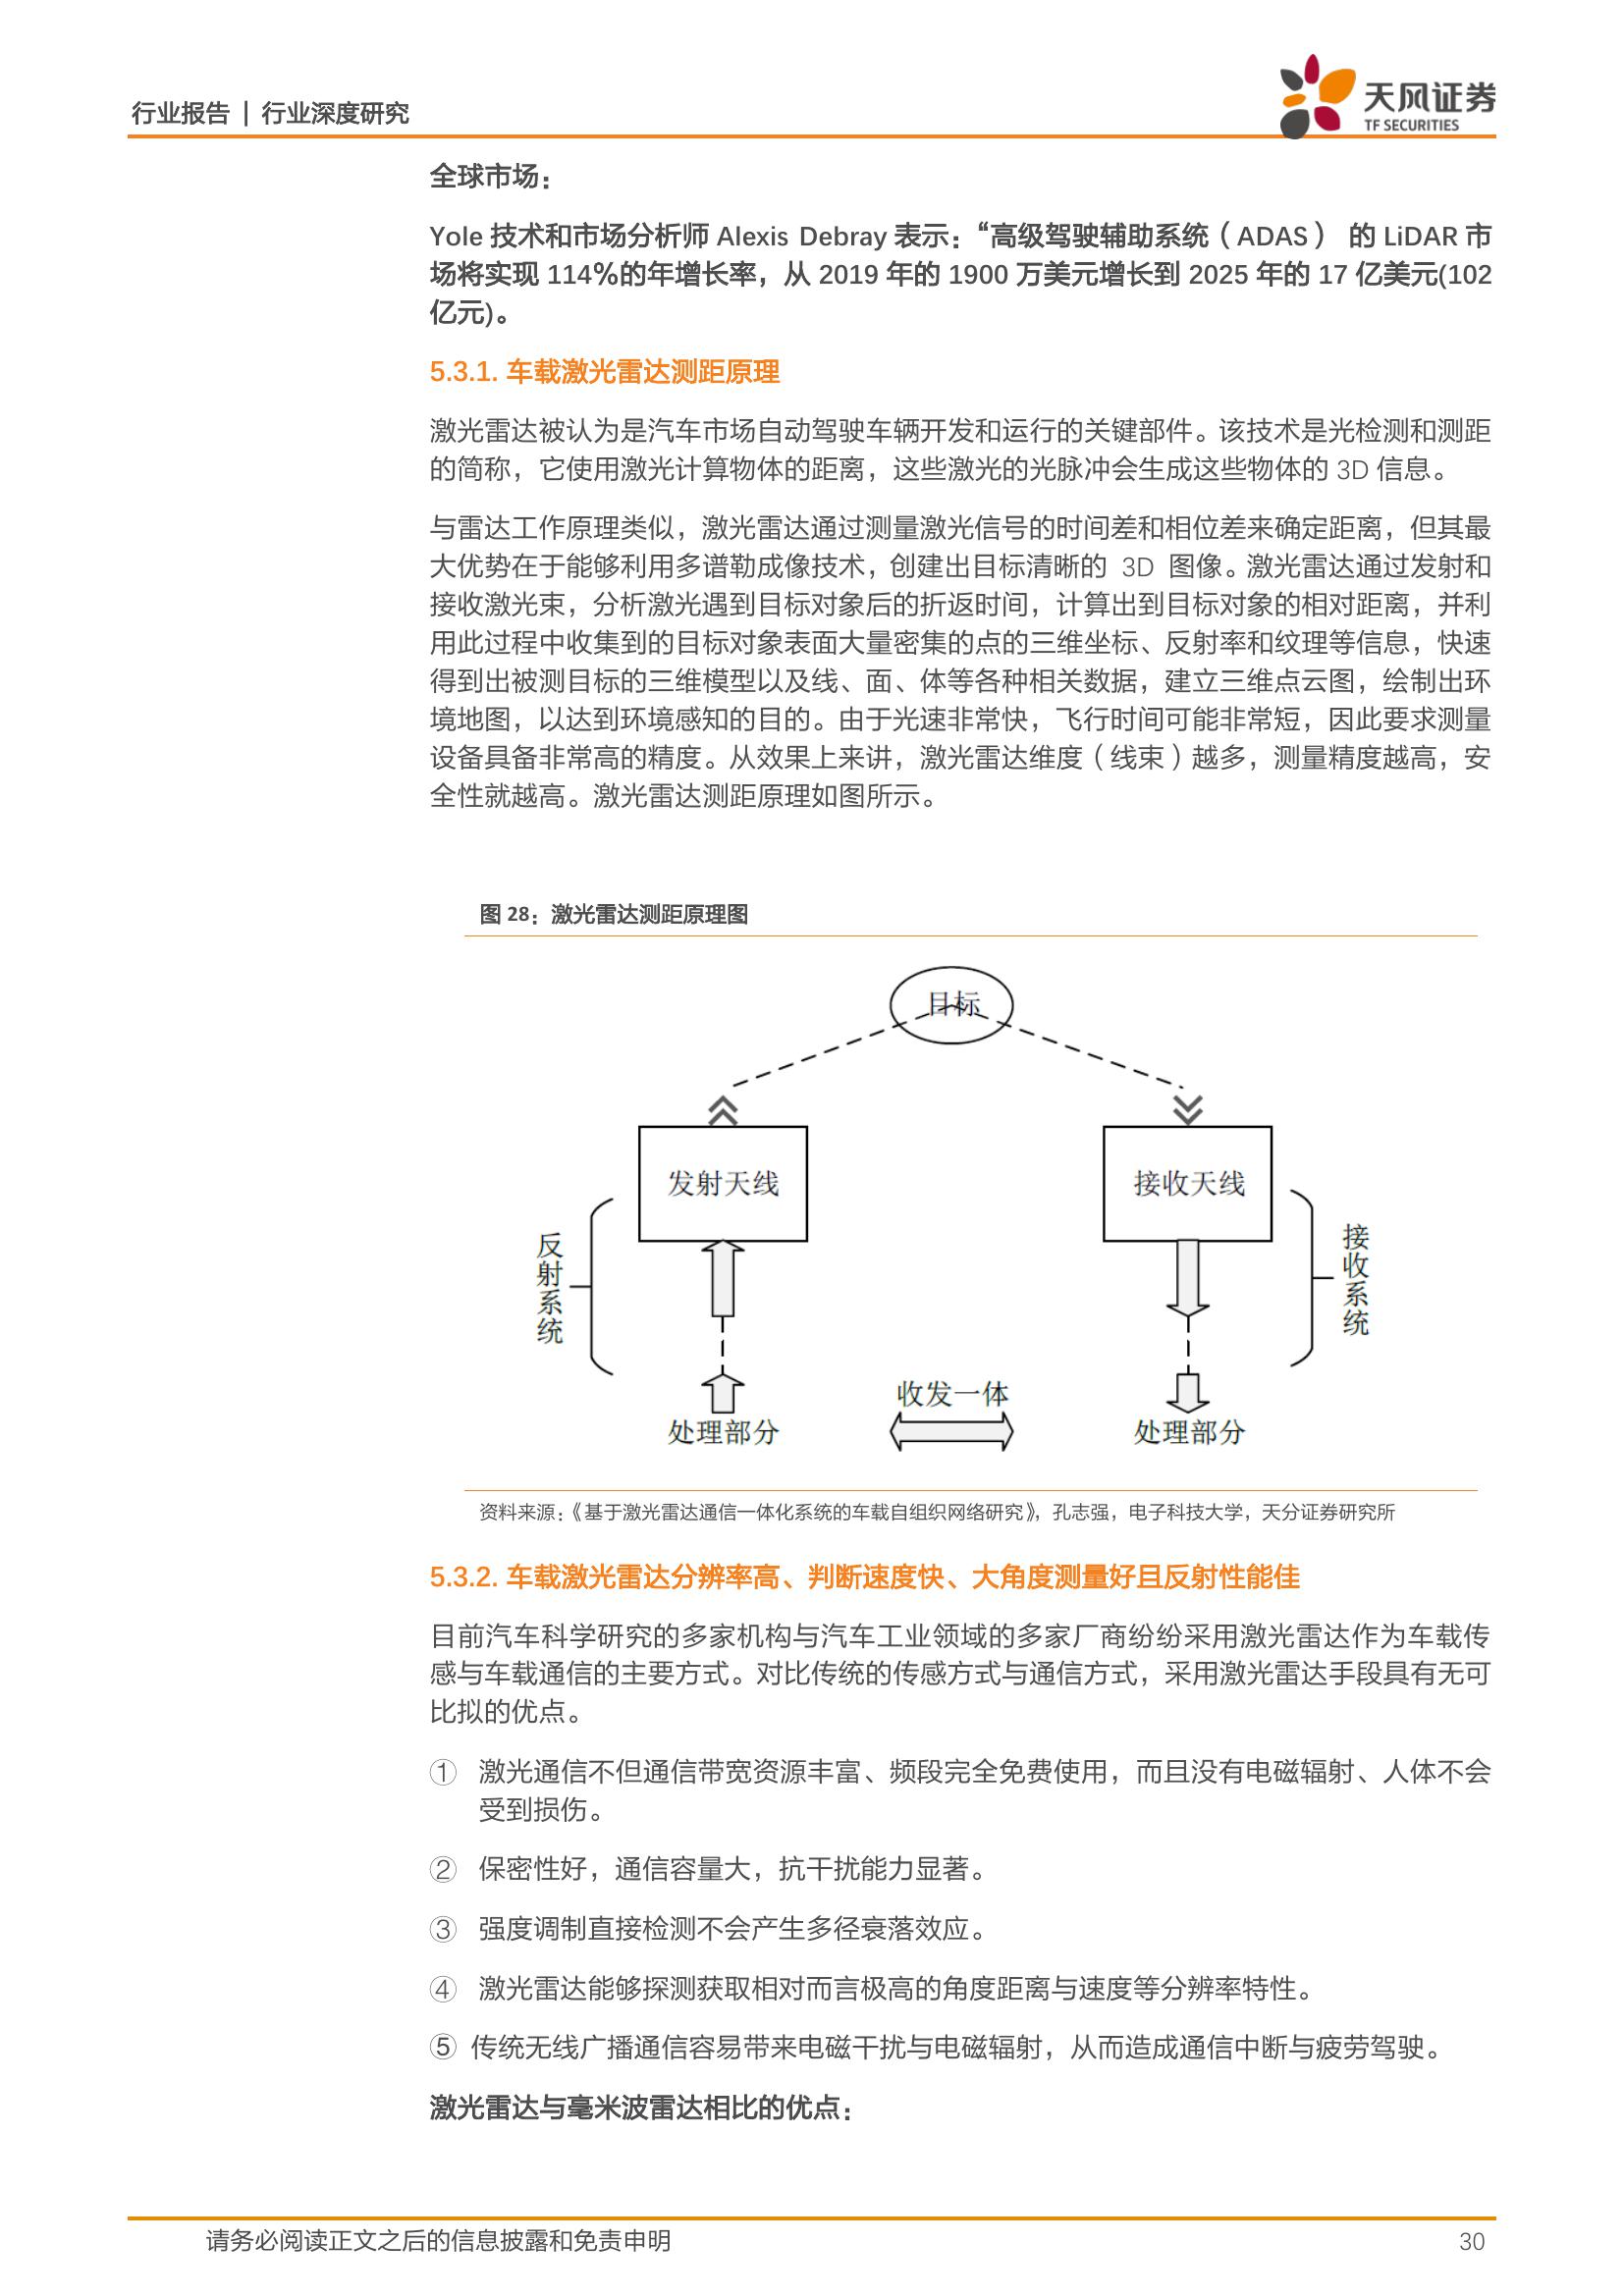 行业报告 | 行业深度研究
天风证券
TF SECURITIES
全球市场：
Yole 技术和市场分析师 Alexis Debray 表示：“高级驾驶辅助系统（ADAS） 的 LiDAR 市
场将实现 114%的年增长率，从 2019 年的 1900 万美元增长到 2025 年的 17 亿美元(102
亿元)。
5.3.1. 车载激光雷达测距原理
激光雷达被认为是汽车市场自动驾驶车辆开发和运行的关键部件。该技术是光检测和测距
的简称，它使用激光计算物体的距离，这些激光的光脉冲会生成这些物体的 3D 信息。
与雷达工作原理类似，激光雷达通过测量激光信号的时间差和相位差来确定距离，但其最
大优势在于能够利用多谱勒成像技术，创建出目标清晰的 3D 图像。激光雷达通过发射和
接收激光束，分析激光遇到目标对象后的折返时间，计算出到目标对象的相对距离，并利
用此过程中收集到的目标对象表面大量密集的点的三维坐标、反射率和纹理等信息，快速
得到出被测目标的三维模型以及线、面、体等各种相关数据，建立三维点云图，绘制出环
境地图，以达到环境感知的目的。由于光速非常快，飞行时间可能非常短，因此要求测量
设备具备非常高的精度。从效果上来讲，激光雷达维度（线束）越多，测量精度越高，安
全性就越高。激光雷达测距原理如图所示。
图 28：激光雷达测距原理图
目标
发射天线
接收天线
反射系统
接收系统
收发一体
处理部分
处理部分
资料来源：《基于激光雷达通信一体化系统的车载自组织网络研究》，孔志强，电子科技大学，天分证券研究所
5.3.2. 车载激光雷达分辨率高、判断速度快、大角度测量好且反射性能佳
目前汽车科学研究的多家机构与汽车工业领域的多家厂商纷纷采用激光雷达作为车载传
感与车载通信的主要方式。对比传统的传感方式与通信方式，采用激光雷达手段具有无可
比拟的优点。
① 激光通信不但通信带宽资源丰富、频段完全免费使用，而且没有电磁辐射、人体不会
受到损伤。
② 保密性好，通信容量大，抗干扰能力显著。
③ 强度调制直接检测不会产生多径衰落效应。
④ 激光雷达能够探测获取相对而言极高的角度距离与速度等分辨率特性。
⑤ 传统无线广播通信容易带来电磁干扰与电磁辐射，从而造成通信中断与疲劳驾驶。
激光雷达与毫米波雷达相比的优点：
请务必阅读正文之后的信息披露和免责申明
30